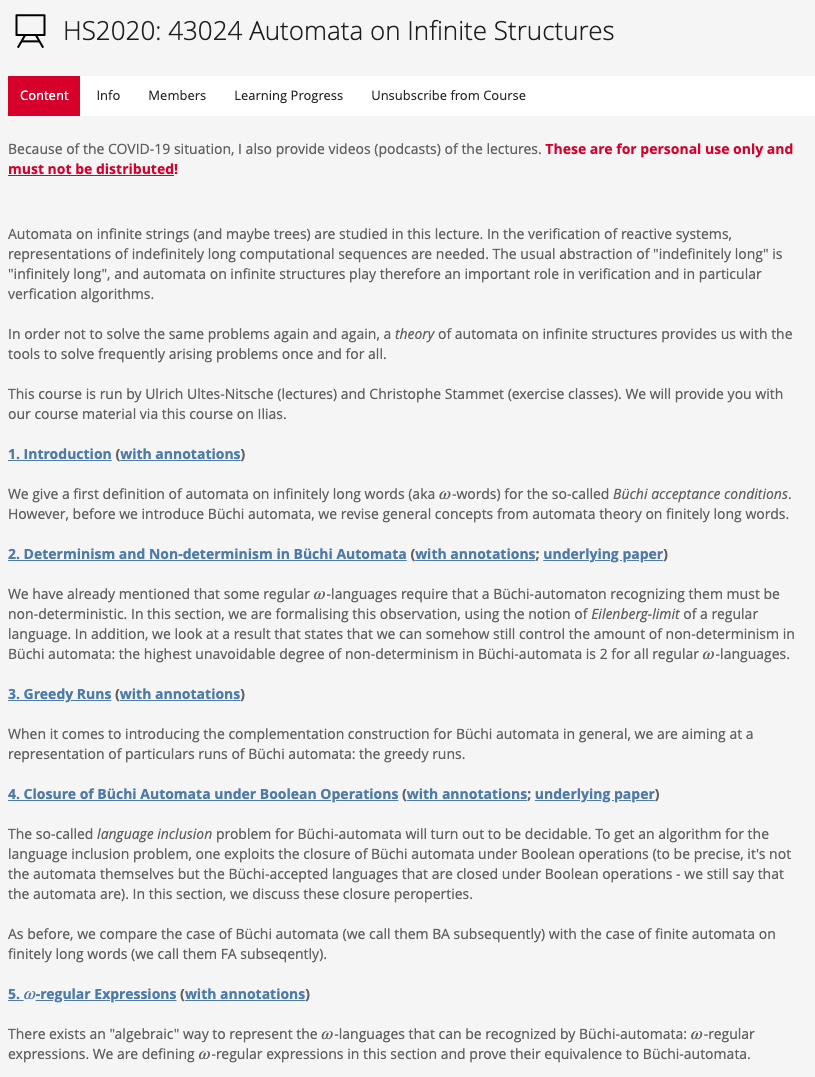 HS2020: 43024 Automata on Infinite Structures
Content Info Members Learning Progress Unsubscribe from Course
Because of the COVID-19 situation, I also provide videos (podcasts) of the lectures. These are for personal use only and
must not be distributed!
Automata on infinite strings (and maybe trees) are studied in this lecture. In the verification of reactive systems,
representations of indefinitely long computational sequences are needed. The usual abstraction of "indefinitely long" is
"infinitely long", and automata on infinite structures play therefore an important role in verification and in particular
verfication algorithms.
In order not to solve the same problems again and again, a theory of automata on infinite structures provides us with the
tools to solve frequently arising problems once and for all.
This course is run by Ulrich Ultes-Nitsche (lectures) and Christophe Stammet (exercise classes). We will provide you with
our course material via this course on Ilias.
1. Introduction (with annotations)
We give a first definition of automata on infinitely long words (aka ω-words) for the so-called Büchi acceptance conditions.
However, before we introduce Büchi automata, we revise general concepts from automata theory on finitely long words.
2. Determinism and Non-determinism in Büchi Automata (with annotations; underlying paper)
We have already mentioned that some regular ω-languages require that a Büchi-automaton recognizing them must be
non-deterministic. In this section, we are formalising this observation, using the notion of Eilenberg-limit of a regular
language. In addition, we look at a result that states that we can somehow still control the amount of non-determinism in
Büchi automata: the highest unavoidable degree of non-determinism in Büchi-automata is 2 for all regular ω-languages.
3. Greedy Runs (with annotations)
When it comes to introducing the complementation construction for Büchi automata in general, we are aiming at a
representation of particulars runs of Büchi automata: the greedy runs.
4. Closure of Büchi Automata under Boolean Operations (with annotations; underlying paper)
The so-called language inclusion problem for Büchi-automata will turn out to be decidable. To get an algorithm for the
language inclusion problem, one exploits the closure of Büchi automata under Boolean operations (to be precise, it's not
the automata themselves but the Büchi-accepted languages that are closed under Boolean operations - we still say that
the automata are). In this section, we discuss these closure peroperties.
As before, we compare the case of Büchi automata (we call them BA subsequently) with the case of finite automata on
finitely long words (we call them FA subseqently).
5. ω-regular Expressions (with annotations)
There exists an "algebraic" way to represent the ω-languages that can be recognized by Büchi-automata: ω-regular
expressions. We are defining ω-regular expressions in this section and prove their equivalence to Büchi-automata.